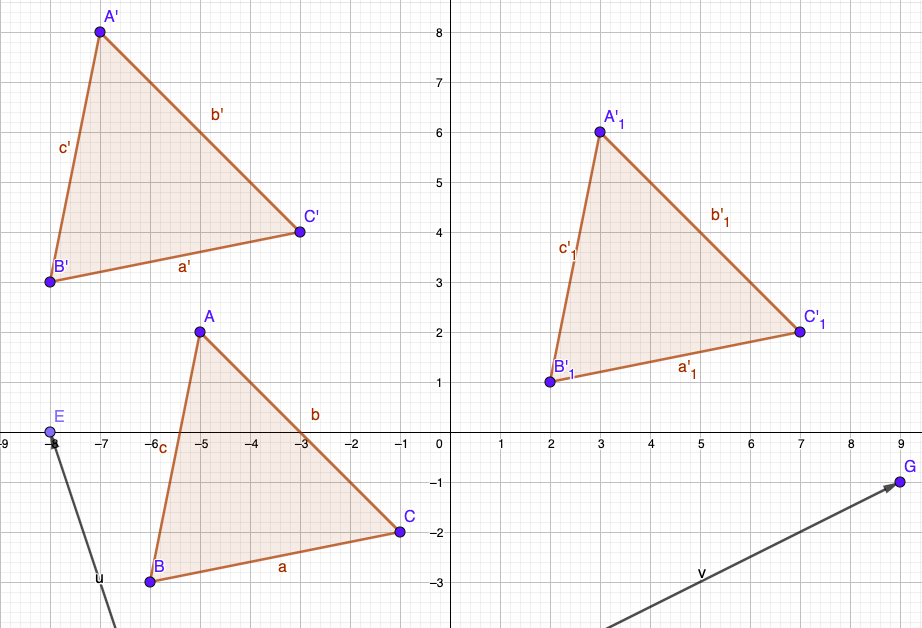 A'
8
7
b'
A'₁
6
c'
5
C'
b'₁
4
c'₁
B'
a'
3
A
C'₁
2
B'₁
a'₁
1
E
b
c
–9
–8
–7
–6
–5
–4
–3
–2
–1
0
1
2
3
4
5
6
7
8
9
G
–1
C
–2
B
a
v
u
–3